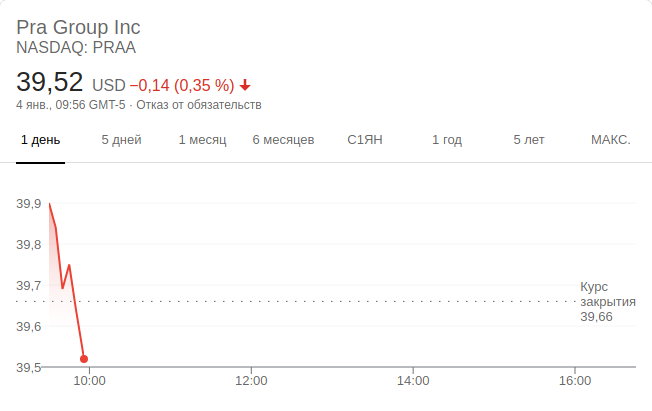 Pra Group Inc
NASDAQ: PRAA
39,52 USD −0,14 (0,35 %)
4 янв., 09:56 GMT-5 · Отказ от обязательств
1 день 5 дней 1 месяц 6 месяцев С1ЯН 1 год 5 лет МАКС.
39,9
39,8
39,7
39,6
39,5
Курс
закрытия
39,66
10:00 12:00 14:00 16:00